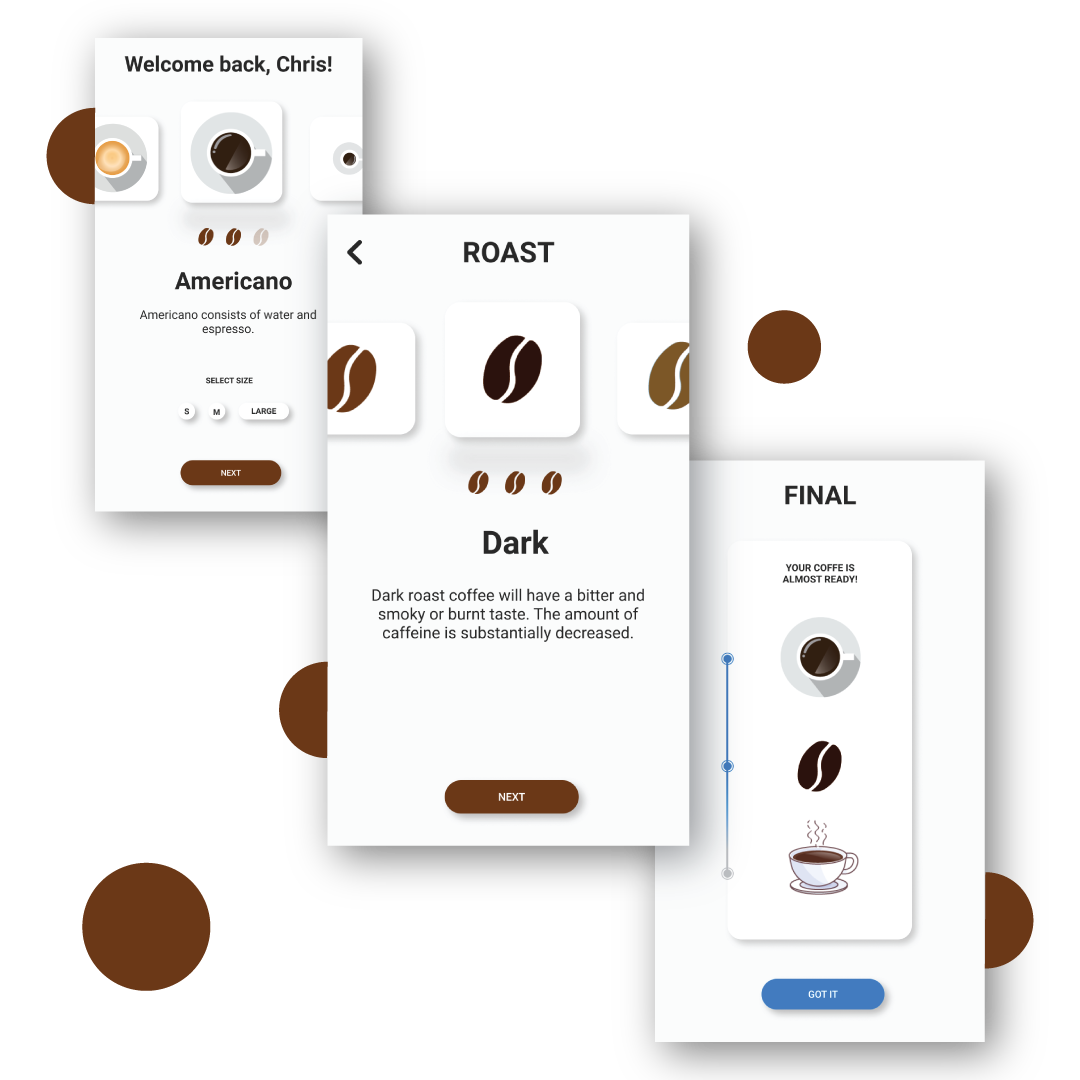 Welcome back, Chris!
Americano
Americano consists of water and
espresso.
SELECT SIZE
S M LARGE
NEXT
ROAST
Dark
Dark roast coffee will have a bitter and
smoky or burnt taste. The amount of
caffeine is substantially decreased.
NEXT
FINAL
YOUR COFFE IS
ALMOST READY!
GOT IT